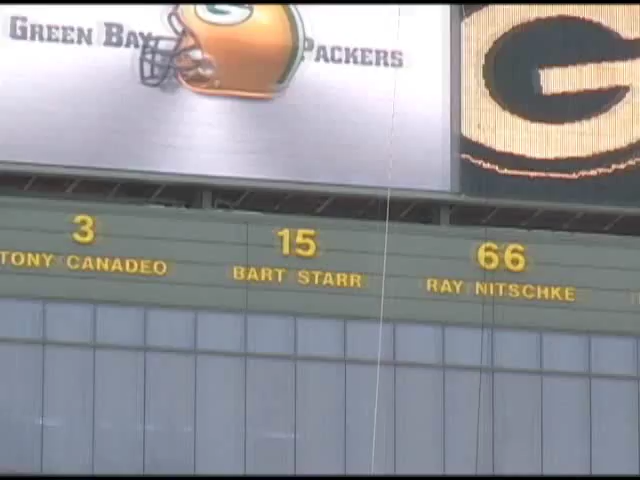 GREEN BAY PACKERS
G
3 15 66
TONY CANADEO BART STARR RAY NITSCHKE